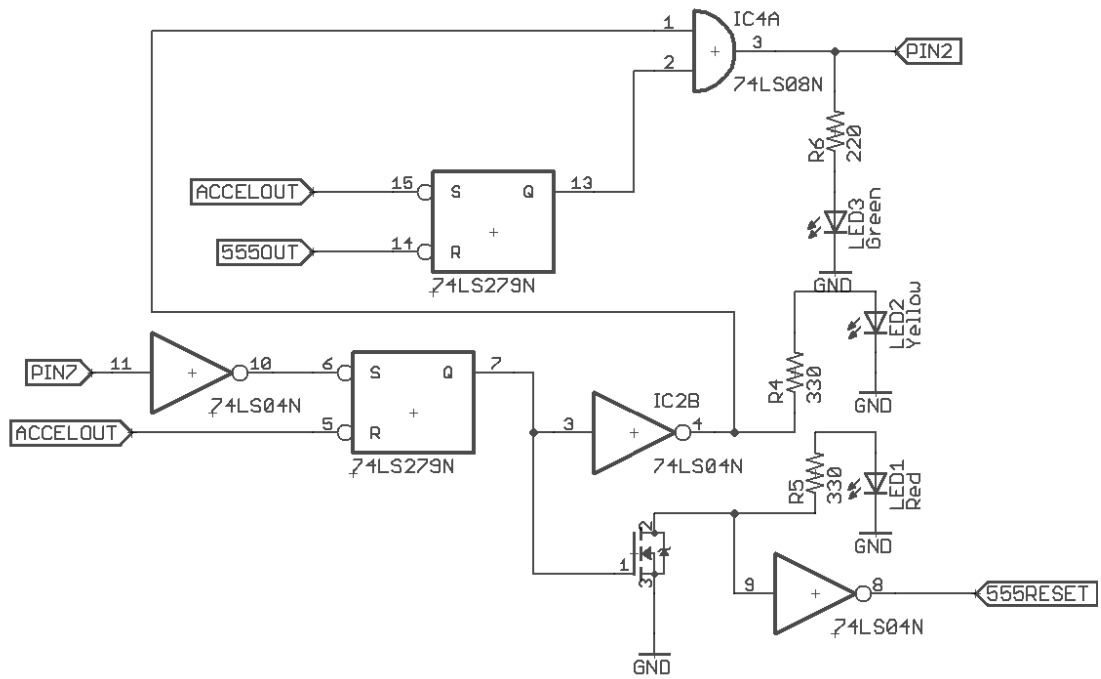 IC4A
1
2
3
PIN2
74LS08N
R6
220
ACCELOUT
15
S
Q
13
555OUT
14
R
74LS279N
LED3
Green
GND
LED2
Yellow
PIN7
11
10
74LS04N
6
S
Q
7
ACCELOUT
5
R
74LS279N
IC2B
3
4
74LS04N
R4
330
GND
R5
330
LED1
Red
GND
2
1
3
GND
9
8
555RESET
74LS04N